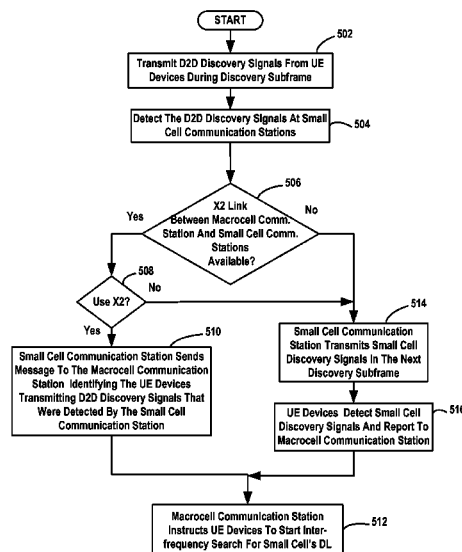 START
502
Transmit D2D Discovery Signals From UE
Devices During Discovery Subframe
Detect The D2D Discovery Signals At Small
Cell Communication Stations
504
506
X2 Link
Between Macrocell Comm.
Station And Small Cell Comm.
Stations
Available?
Yes
No
508
Use X2?
No
Yes
510
Small Cell Communication Station Sends
Message To The Macrocell Communication
Station Identifying The UE Devices
Transmitting D2D Discovery Signals That
Were Detected By The Small Cell
Communication Station
514
Small Cell Communication
Station Transmits Small Cell
Discovery Signals In The Next
Discovery Subframe
516
UE Devices Detect Small Cell
Discovery Signals And Report To
Macrocell Communication Station
Macrocell Communication Station
Instructs UE Devices To Start Inter-
frequency Search For Small Cell's DL
512